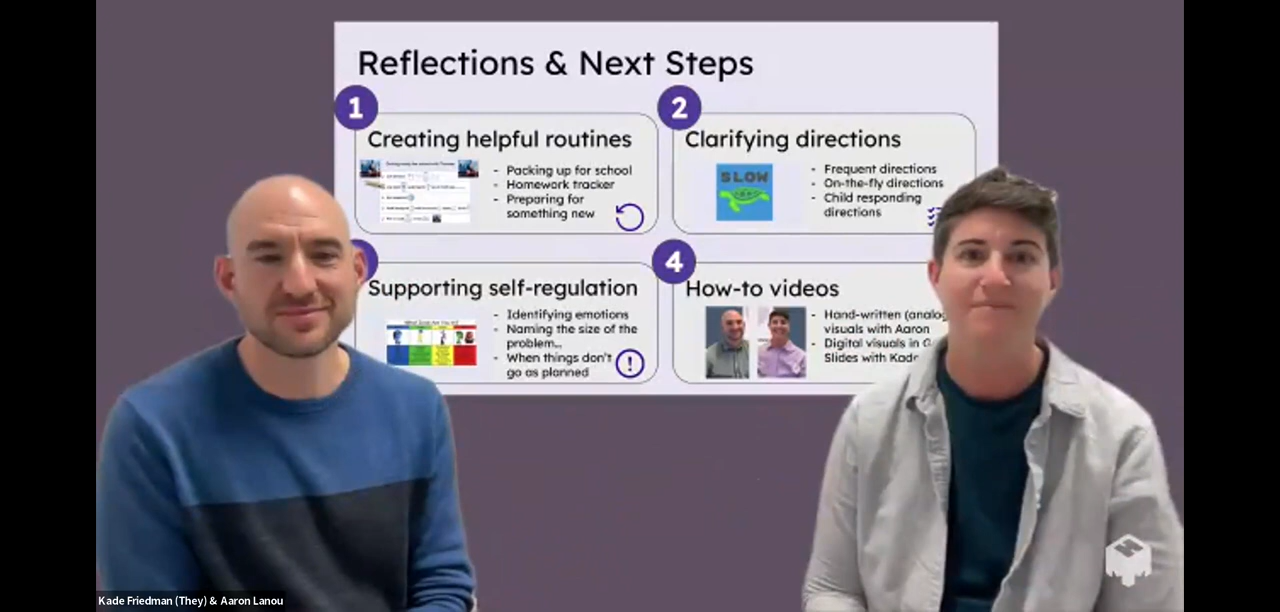 Reflections & Next Steps
1
Creating helpful routines
- Packing up for school
- Homework tracker
- Preparing for
something new
2
Clarifying directions
SLOW
- Frequent directions
- On-the-fly directions
- Child responding
directions
Supporting self-regulation
- Identifying emotions
- Naming the size of the
problem...
- When things don't
go as planned
!
4
How-to videos
- Hand-written (analog
visuals with Aaron
- Digital visuals in G
Slides with Kade
Kade Friedman (They) & Aaron Lanou